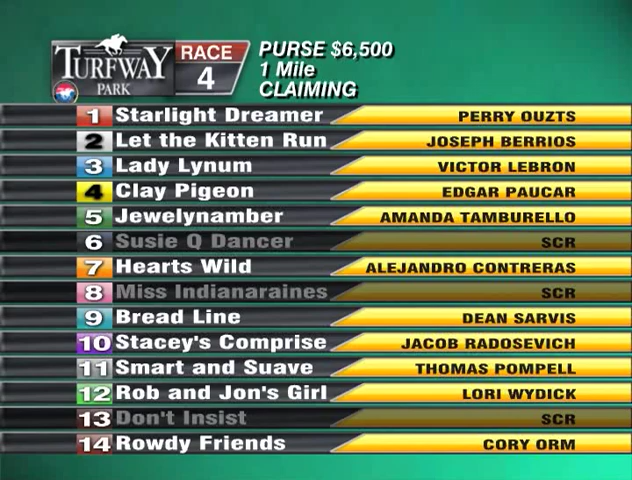 TURFWAY
PARK
RACE
4
PURSE $6,500
1 Mile
CLAIMING
1 Starlight Dreamer PERRY OUZTS
2 Let the Kitten Run JOSEPH BERRIOS
3 Lady Lynum VICTOR LEBRON
4 Clay Pigeon EDGAR PAUCAR
5 Jewelynamber AMANDA TAMBURELLO
6 Susie Q Dancer SCR
7 Hearts Wild ALEJANDRO CONTRERAS
8 Miss Indianaraines SCR
9 Bread Line DEAN SARVIS
10 Stacey's Comprise JACOB RADOSEVICH
11 Smart and Suave THOMAS POMPELL
12 Rob and Jon's Girl LORI WYDICK
13 Don't Insist SCR
14 Rowdy Friends CORY ORM